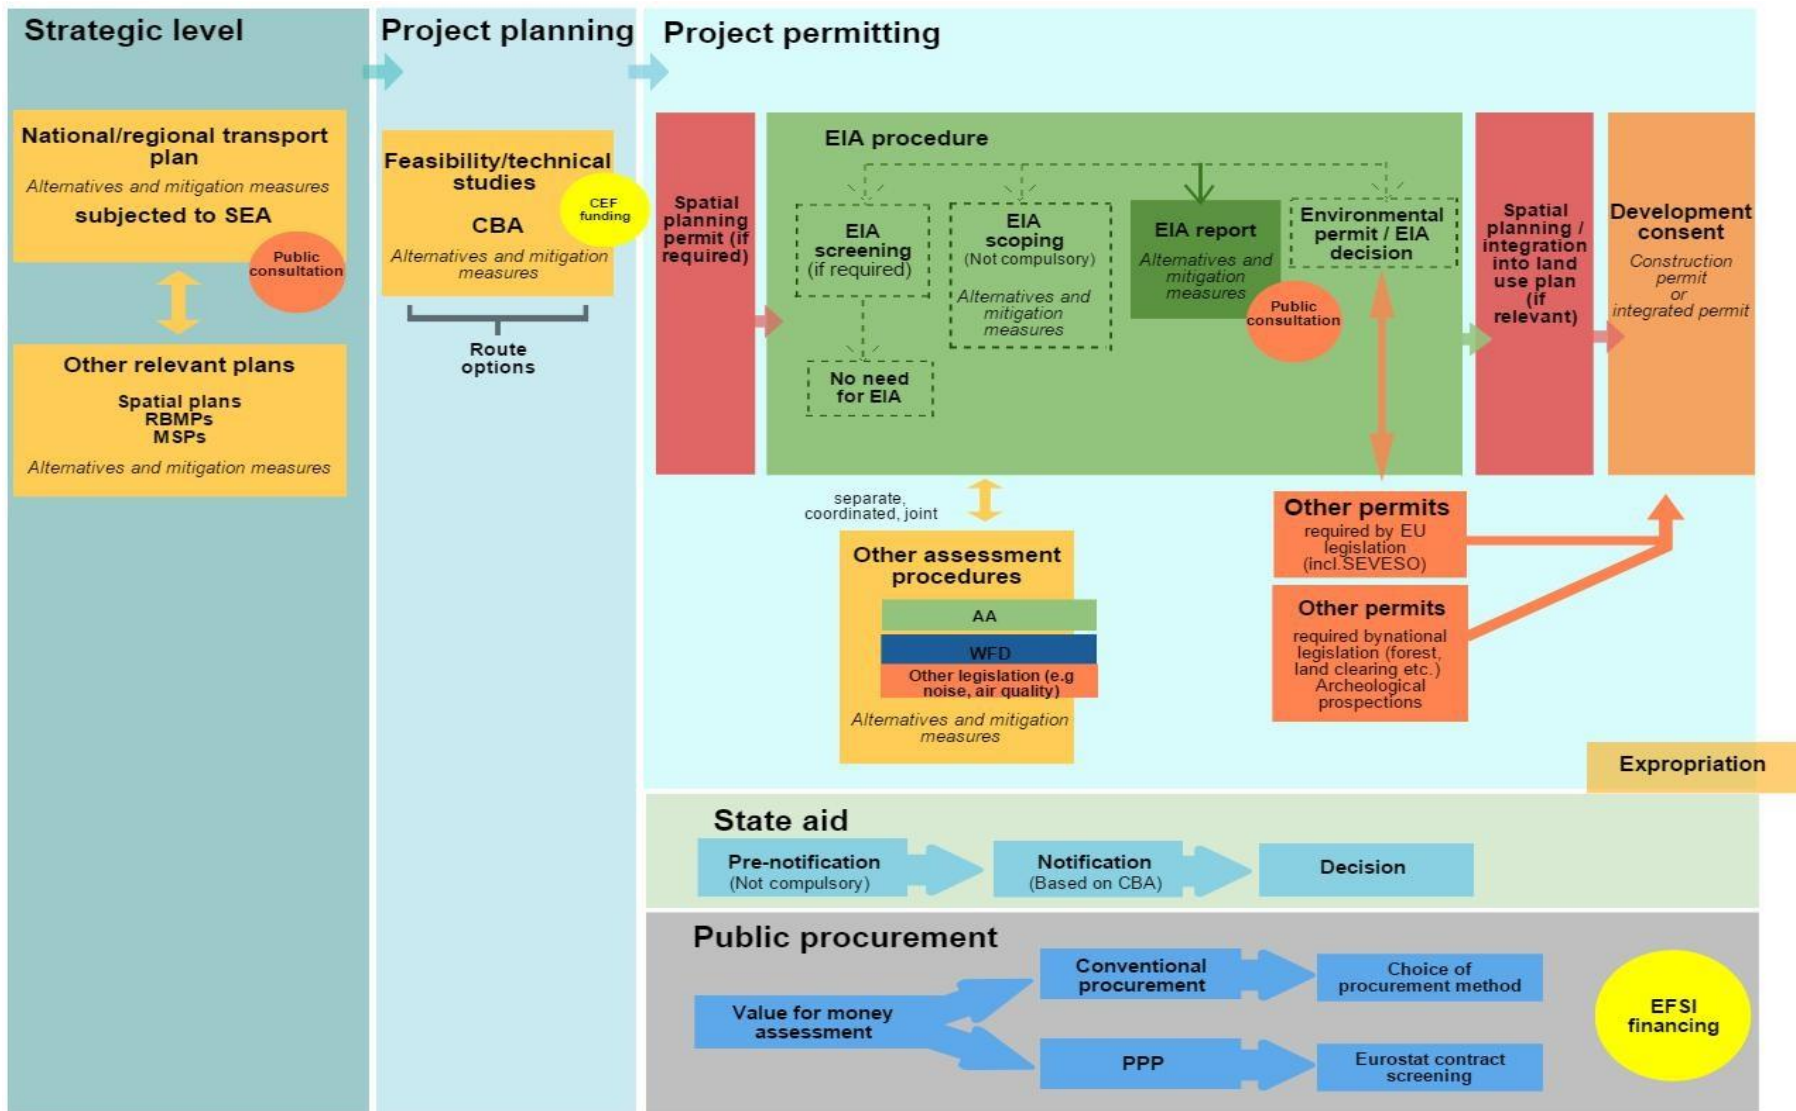 Strategic level
National/regional transport
plan
Alternatives and mitigation measures
subjected to SEA
Public
consultation
Other relevant plans
Spatial plans
RBMPs
MSPs
Alternatives and mitigation measures
Project planning
Feasibility/technical
studies
CEF
funding
CBA
Alternatives and mitigation
measures
Route
options
Project permitting
Spatial
planning
permit (if
required)
EIA procedure
EIA
screening
(if required)
No need
for EIA
EIA
scoping
(Not compulsory)
Alternatives and
mitigation
measures
EIA report
Alternatives and
mitigation
measures
Public
consultation
Environmental
permit / EIA
decision
Spatial
planning /
integration
into land
use plan
(if
relevant)
Development
consent
Construction
permit
or
integrated permit
separate,
coordinated, joint
Other assessment
procedures
AA
WFD
Other legislation (e.g
noise, air quality)
Alternatives and mitigation
measures
Other permits
required by EU
legislation
(incl.SEVESO)
Other permits
required bynational
legislation (forest,
land clearing etc.)
Archeological
prospections
Expropriation
State aid
Pre-notification
(Not compulsory)
Notification
(Based on CBA)
Decision
Public procurement
Value for money
assessment
Conventional
procurement
Choice of
procurement method
PPP
Eurostat contract
screening
EFSI
financing